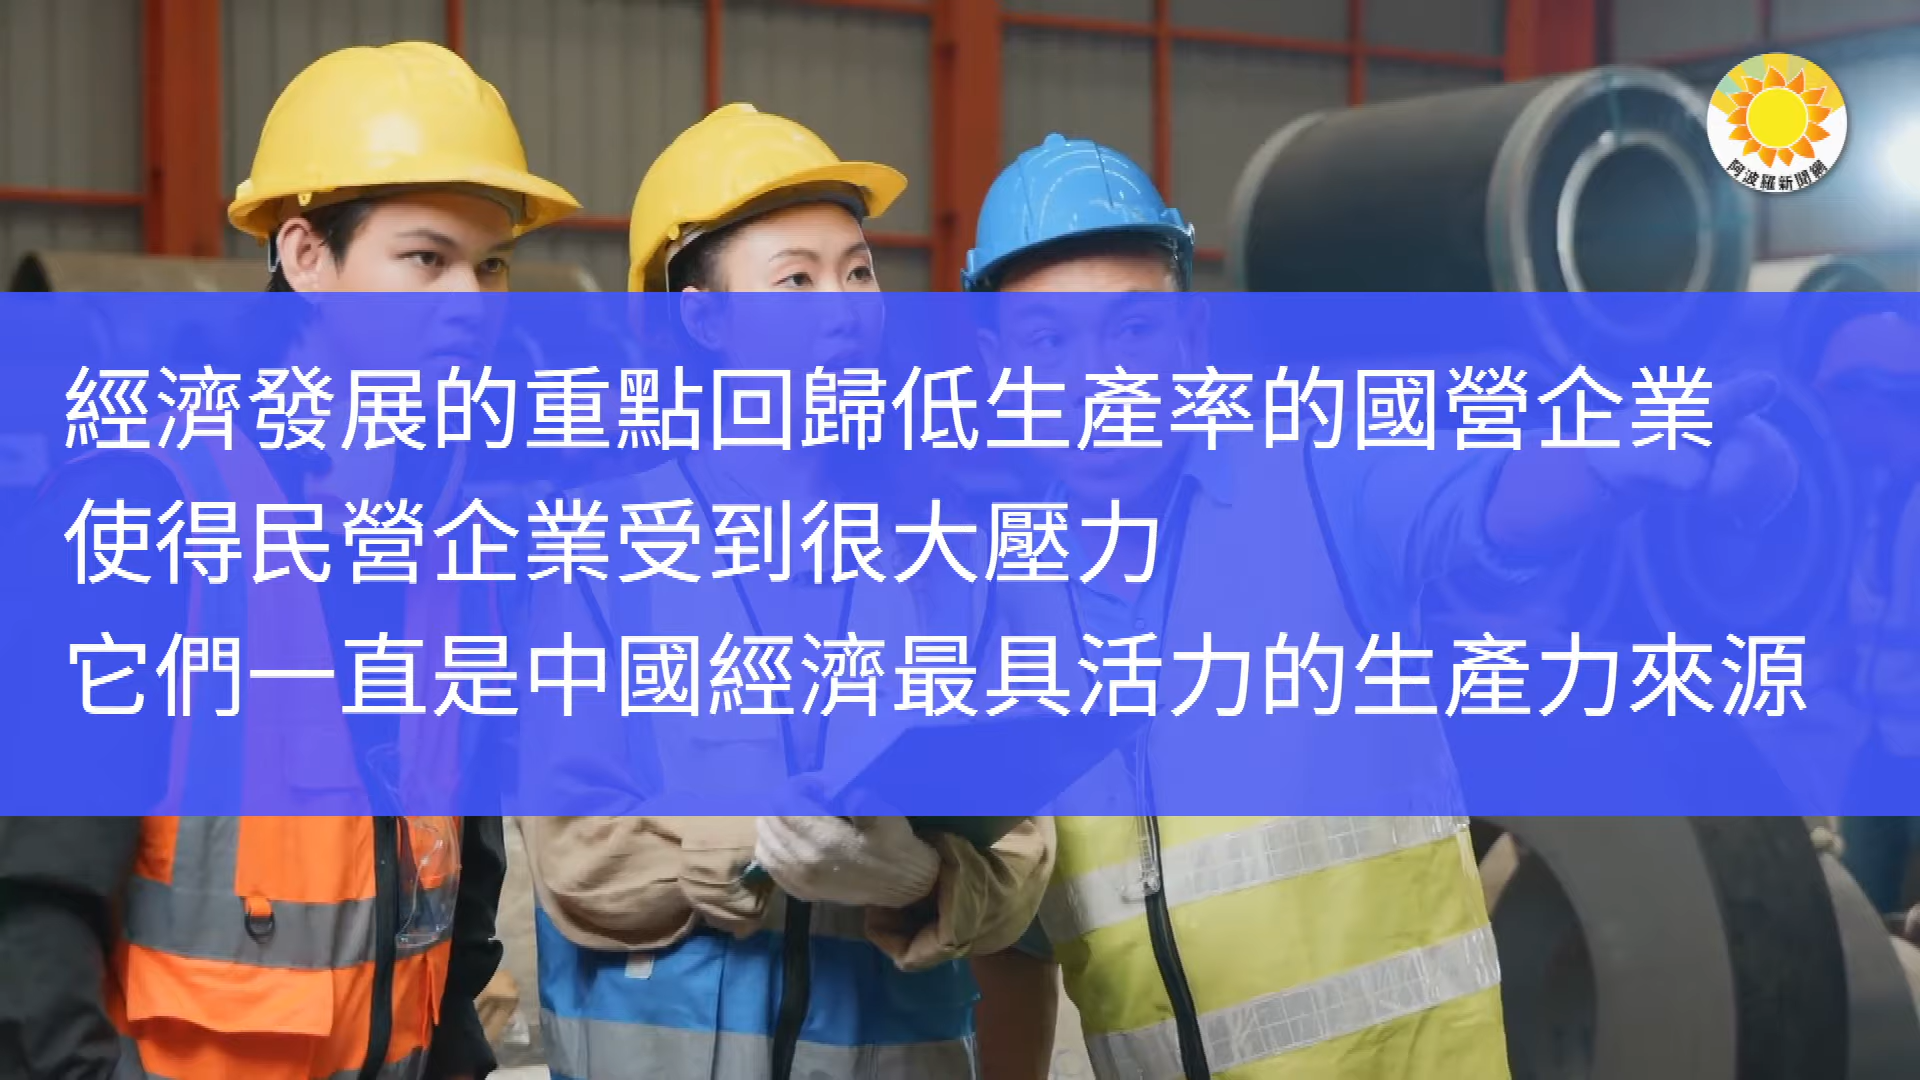 阿波羅新聞網
經濟發展的重點回歸低生產率的國營企業
使得民營企業受到很大壓力
它們一直是中國經濟最具活力的生產力來源